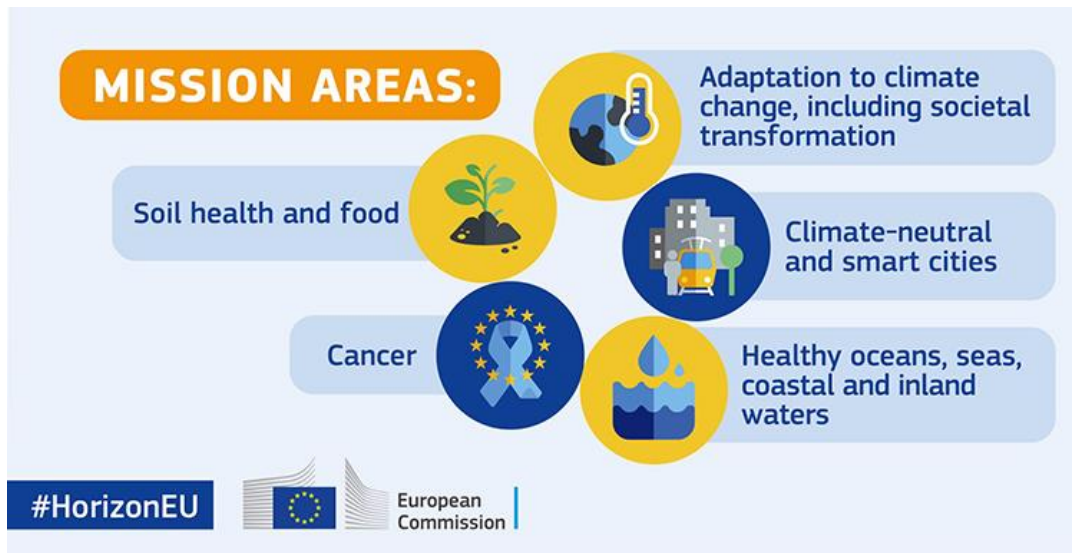 MISSION AREAS:
Adaptation to climate
change, including societal
transformation
Soil health and food
Climate-neutral
and smart cities
Cancer
Healthy oceans, seas,
coastal and inland
waters
#HorizonEU
European
Commission